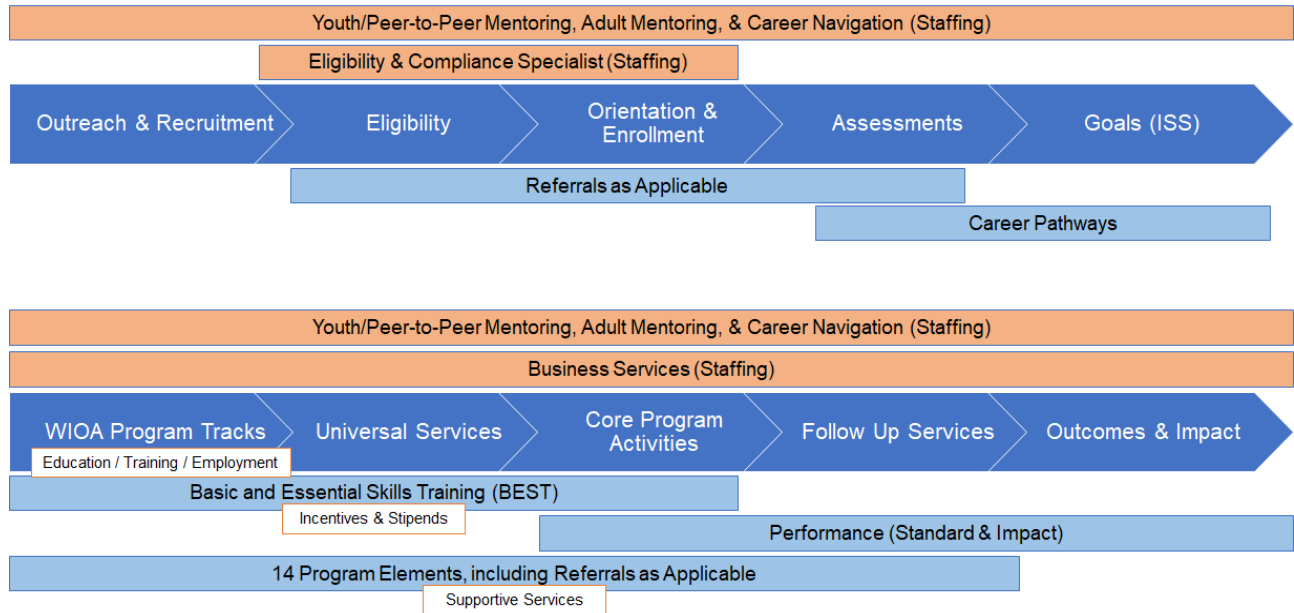 Youth/Peer-to-Peer Mentoring, Adult Mentoring, & Career Navigation (Staffing)
Eligibility & Compliance Specialist (Staffing)
Outreach & Recruitment
Eligibility
Orientation &
Enrollment
Assessments
Goals (ISS)
Referrals as Applicable
Career Pathways
Youth/Peer-to-Peer Mentoring, Adult Mentoring, & Career Navigation (Staffing)
Business Services (Staffing)
WIOA Program Tracks
Universal Services
Core Program
Activities
Follow Up Services
Outcomes & Impact
Education / Training / Employment
Basic and Essential Skills Training (BEST)
Incentives & Stipends
Performance (Standard & Impact)
14 Program Elements, including Referrals as Applicable
Supportive Services